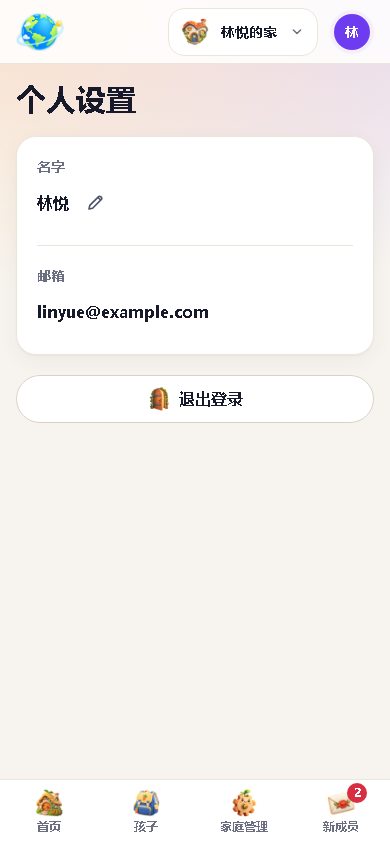 林悦的家
林
个人设置
名字
林悦
邮箱
linyue@example.com
退出登录
首页
孩子
家庭管理
新成员
2